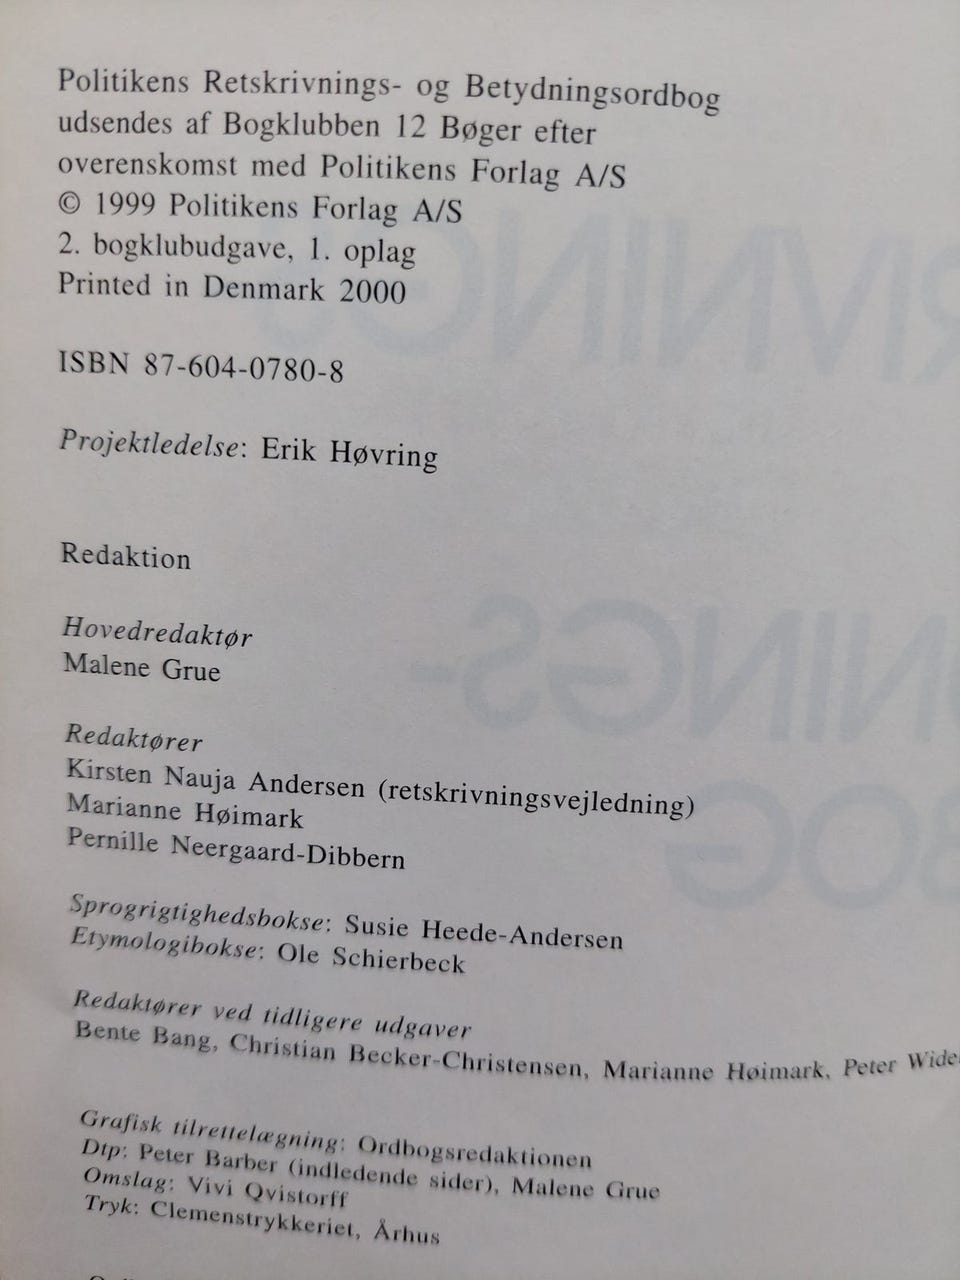 Politikens Retskrivnings- og Betydningsordbog
udsendes af Bogklubben 12 Bøger efter
overenskomst med Politikens Forlag A/S
© 1999 Politikens Forlag A/S
2. bogklubudgave, 1. oplag
Printed in Denmark 2000
ISBN 87-604-0780-8
Projektledelse: Erik Høvring
Redaktion
Hovedredaktør
Malene Grue
Redaktører
Kirsten Nauja Andersen (retskrivningsvejledning)
Marianne Høimark
Pernille Neergaard-Dibbern
Sprogrigtighedsbokse: Susie Heede-Andersen
Etymologibokse: Ole Schierbeck
Redaktører ved tidligere udgaver
Bente Bang, Christian Becker-Christensen, Marianne Høimark, Peter
Grafisk tilrettelægning: Ordbogsredaktionen
Dtp: Peter Barber (indledende sider), Malene Grue
Omslag: Vivi Qvistorff
Tryk: Clemenstrykkeriet, Århus